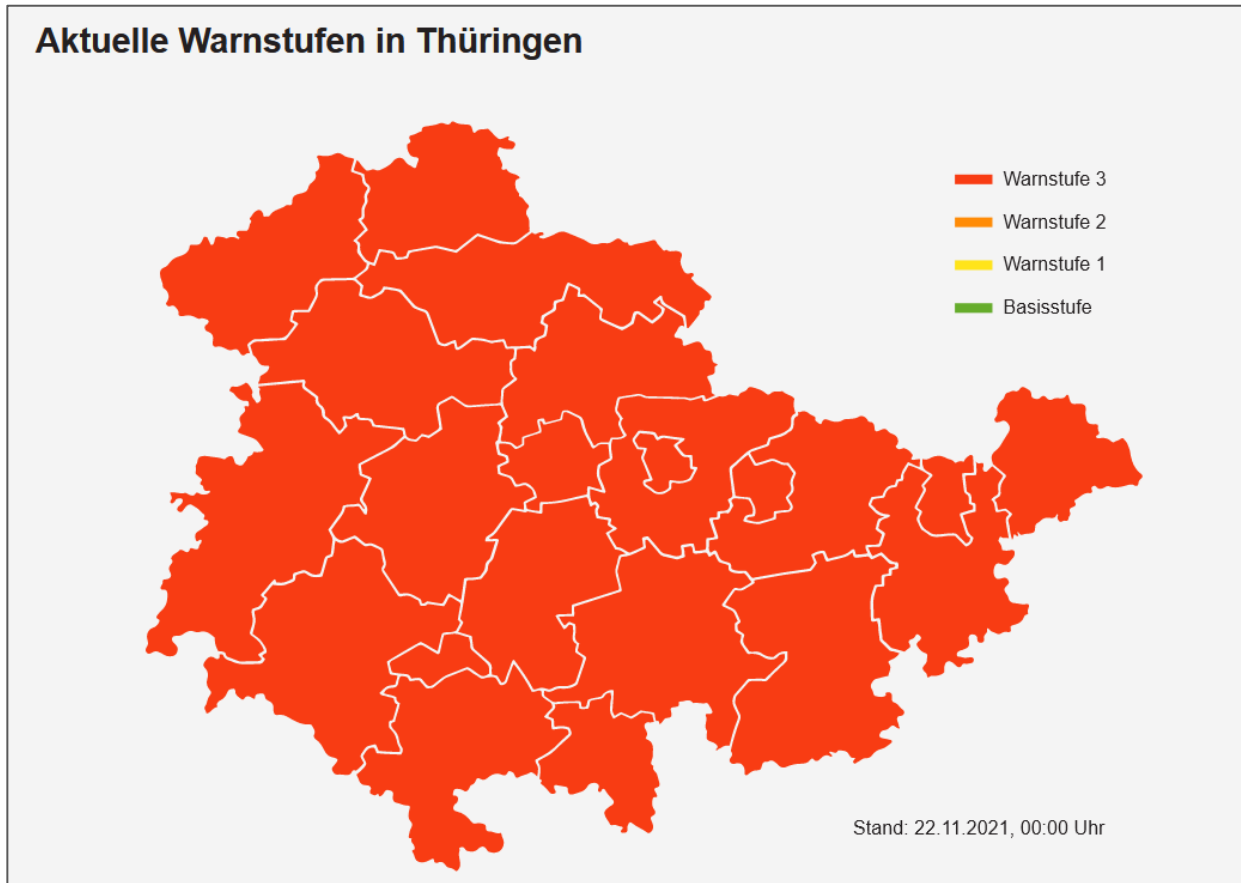 Aktuelle Warnstufen in Thüringen
Warnstufe 3
Warnstufe 2
Warnstufe 1
Basisstufe
Stand: 22.11.2021, 00:00 Uhr